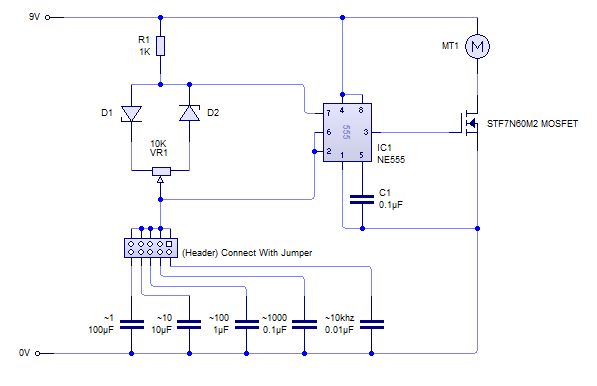 9V
R1
1K
MT1
D1
D2
STF7N60M2 MOSFET
7
4
8
6
555
3
2
1
5
10K
VR1
IC1
NE555
C1
0.1µF
(Header) Connect With Jumper
~1
100µF
~10
10µF
~100
1µF
~1000
0.1µF
~10khz
0.01µF
0V
M